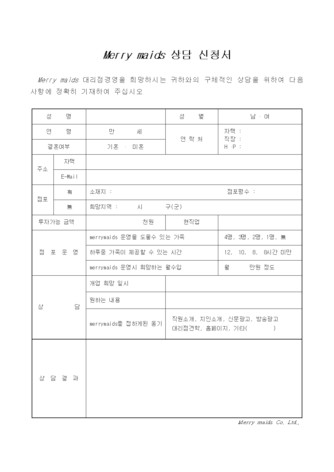 Merry maids 상담 신청서
Merry maids 대리점경영을 희망하시는 귀하와의 구체적인 상담을 위하여 다음
사항에 정확히 기재하여 주십시오
성 명 성 별 남 여
연 령 만 세 연 락 처 자택 :
직장 :
H P :
결혼여부 기혼 미혼
주소 자택
E-Mail
점포 有 소재지 : 점포평수 :
無 희망지역 : 시 구(군)
투자가능 금액 천원 현직업
점 포 운 영 merrymaids 운영을 도울수 있는 가족 4명, 3명, 2명, 1명, 無
하루중 가족이 제공할 수 있는 시간 12, 10, 8, 8시간 미만
merrymaids 운영시 희망하는 월수입 월 만원 정도
상 담 개업 희망 일시
원하는 내용
merrymaids를 접하게된 동기 직원소개, 지인소개, 신문광고, 방송광고
대리점견학, 홈페이지, 기타( )
상 담 결 과
Merry maids Co. Ltd.,